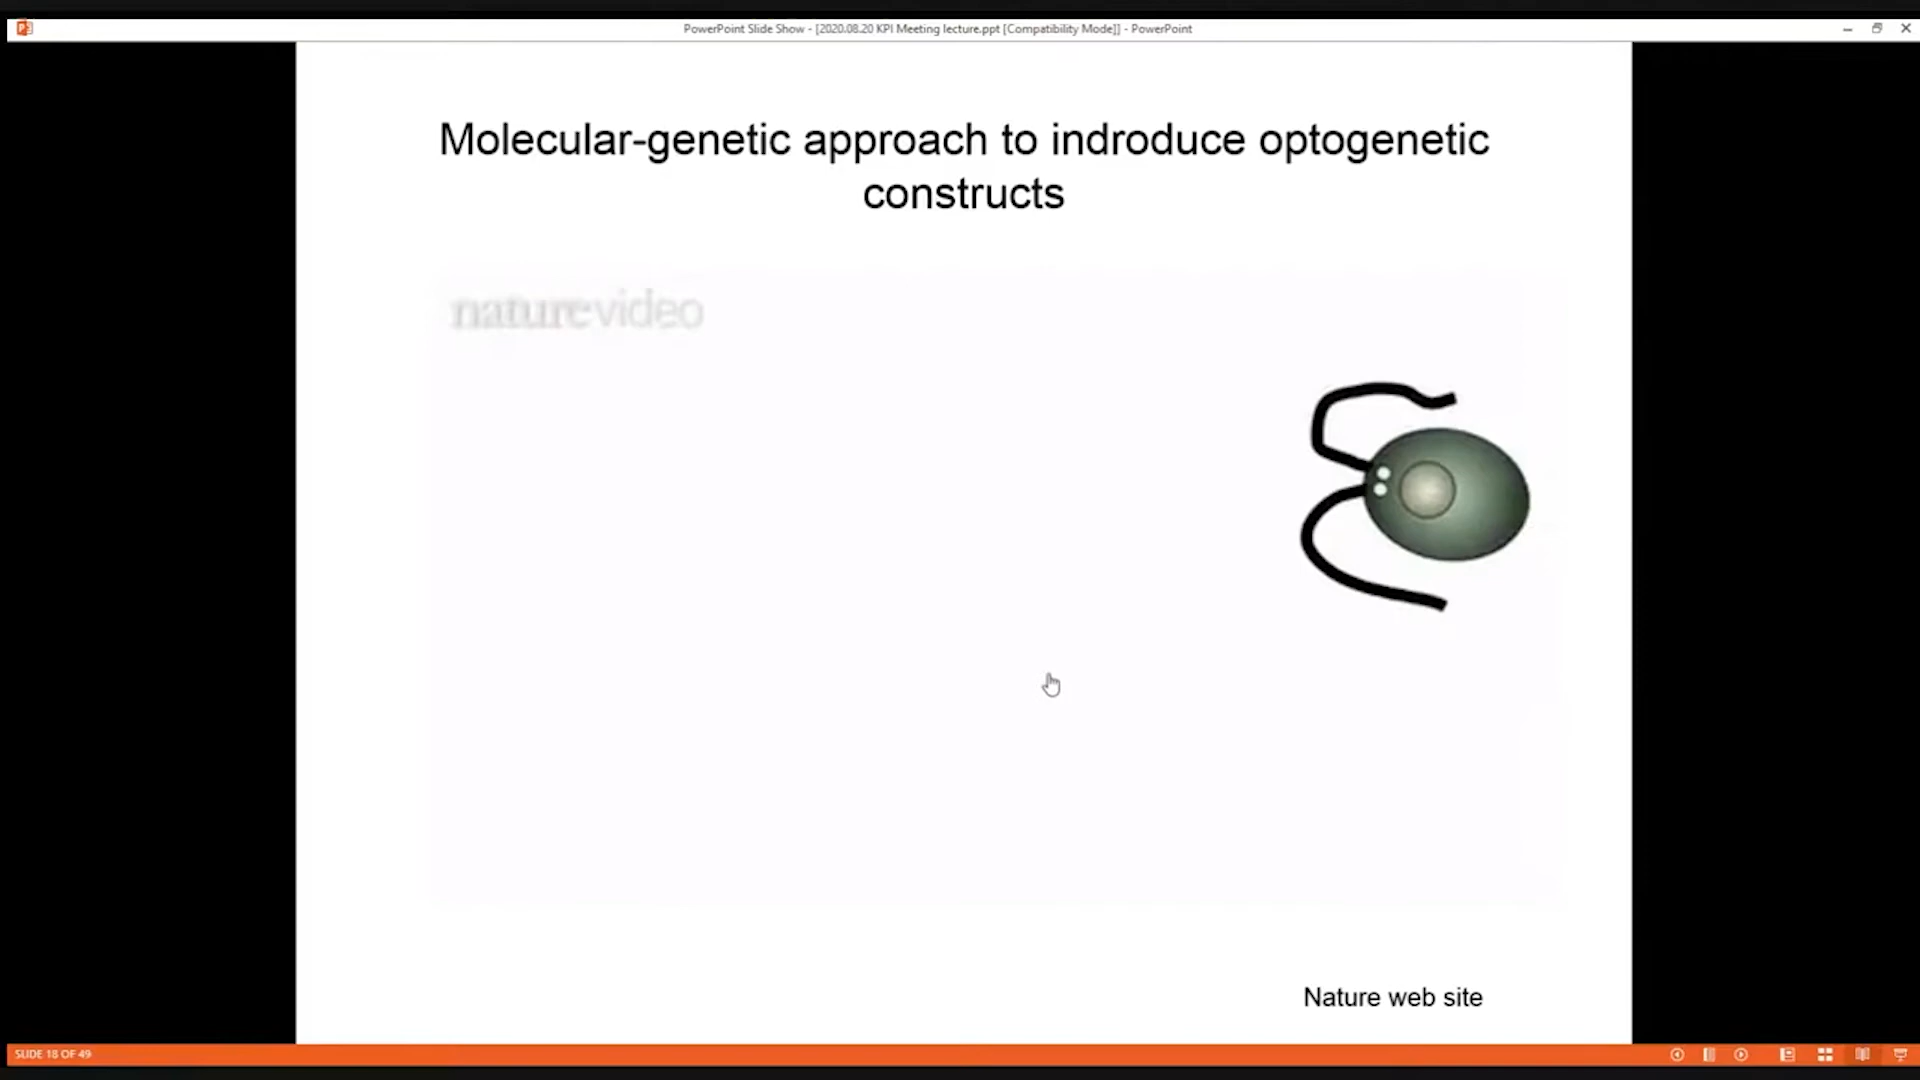 PowerPoint Slide Show - [2020.08.20 KPI Meeting lecture.ppt [Compatibility Mode]] - PowerPoint
Molecular-genetic approach to indroduce optogenetic
constructs
naturevideo
Nature web site
SLIDE 18 OF 49